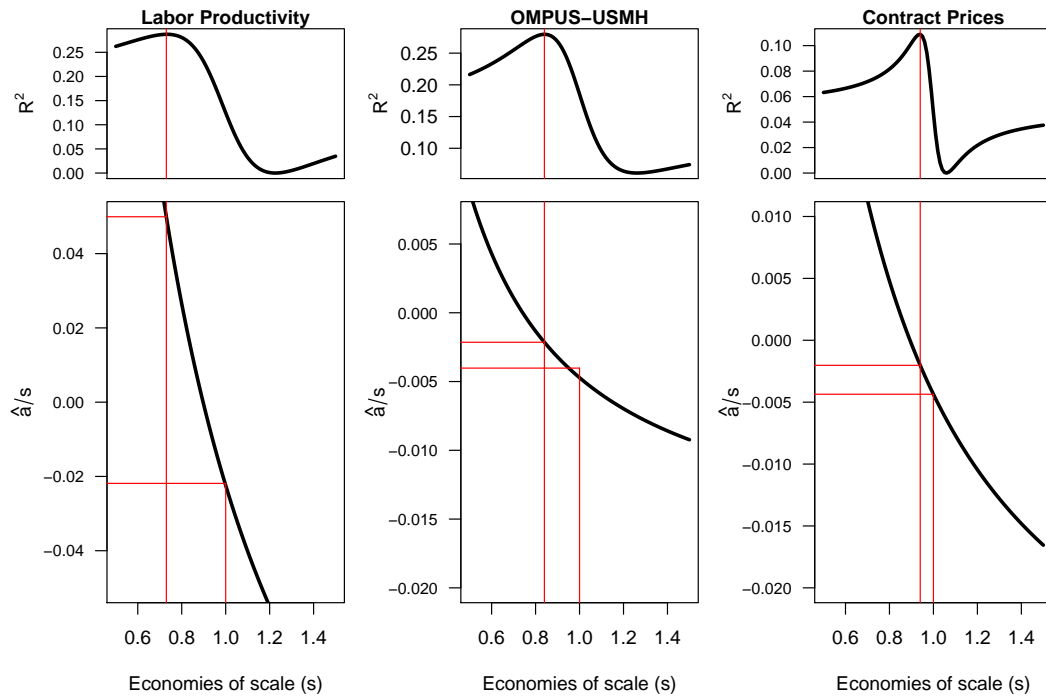 Labor Productivity
OMPUS−USMH
Contract Prices
R²
0.25
0.20
0.15
0.10
0.05
0.00
R²
0.25
0.20
0.15
0.10
R²
0.10
0.08
0.06
0.04
0.02
0.00
â/s
0.04
0.02
0.00
−0.02
−0.04
0.6 0.8 1.0 1.2 1.4
Economies of scale (s)
â/s
0.005
0.000
−0.005
−0.010
−0.015
−0.020
0.6 0.8 1.0 1.2 1.4
Economies of scale (s)
â/s
0.010
0.005
0.000
−0.005
−0.010
−0.015
−0.020
0.6 0.8 1.0 1.2 1.4
Economies of scale (s)